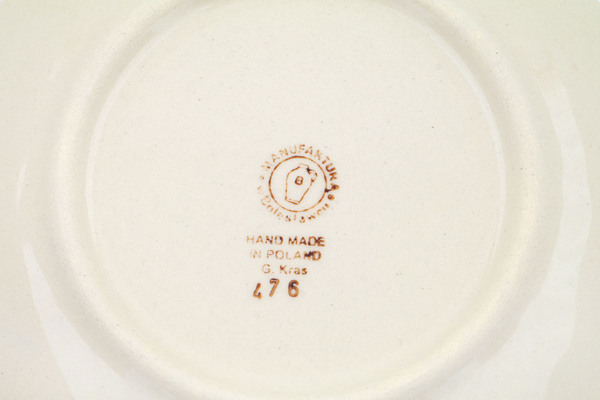 MANUFAKTURA
B
Bolesławcu
HAND MADE
IN POLAND
G. Kras
476